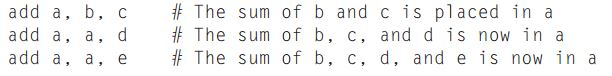 add a, b, c    # The sum of b and c is placed in a
add a, a, d    # The sum of b, c, and d is now in a
add a, a, e    # The sum of b, c, d, and e is now in a